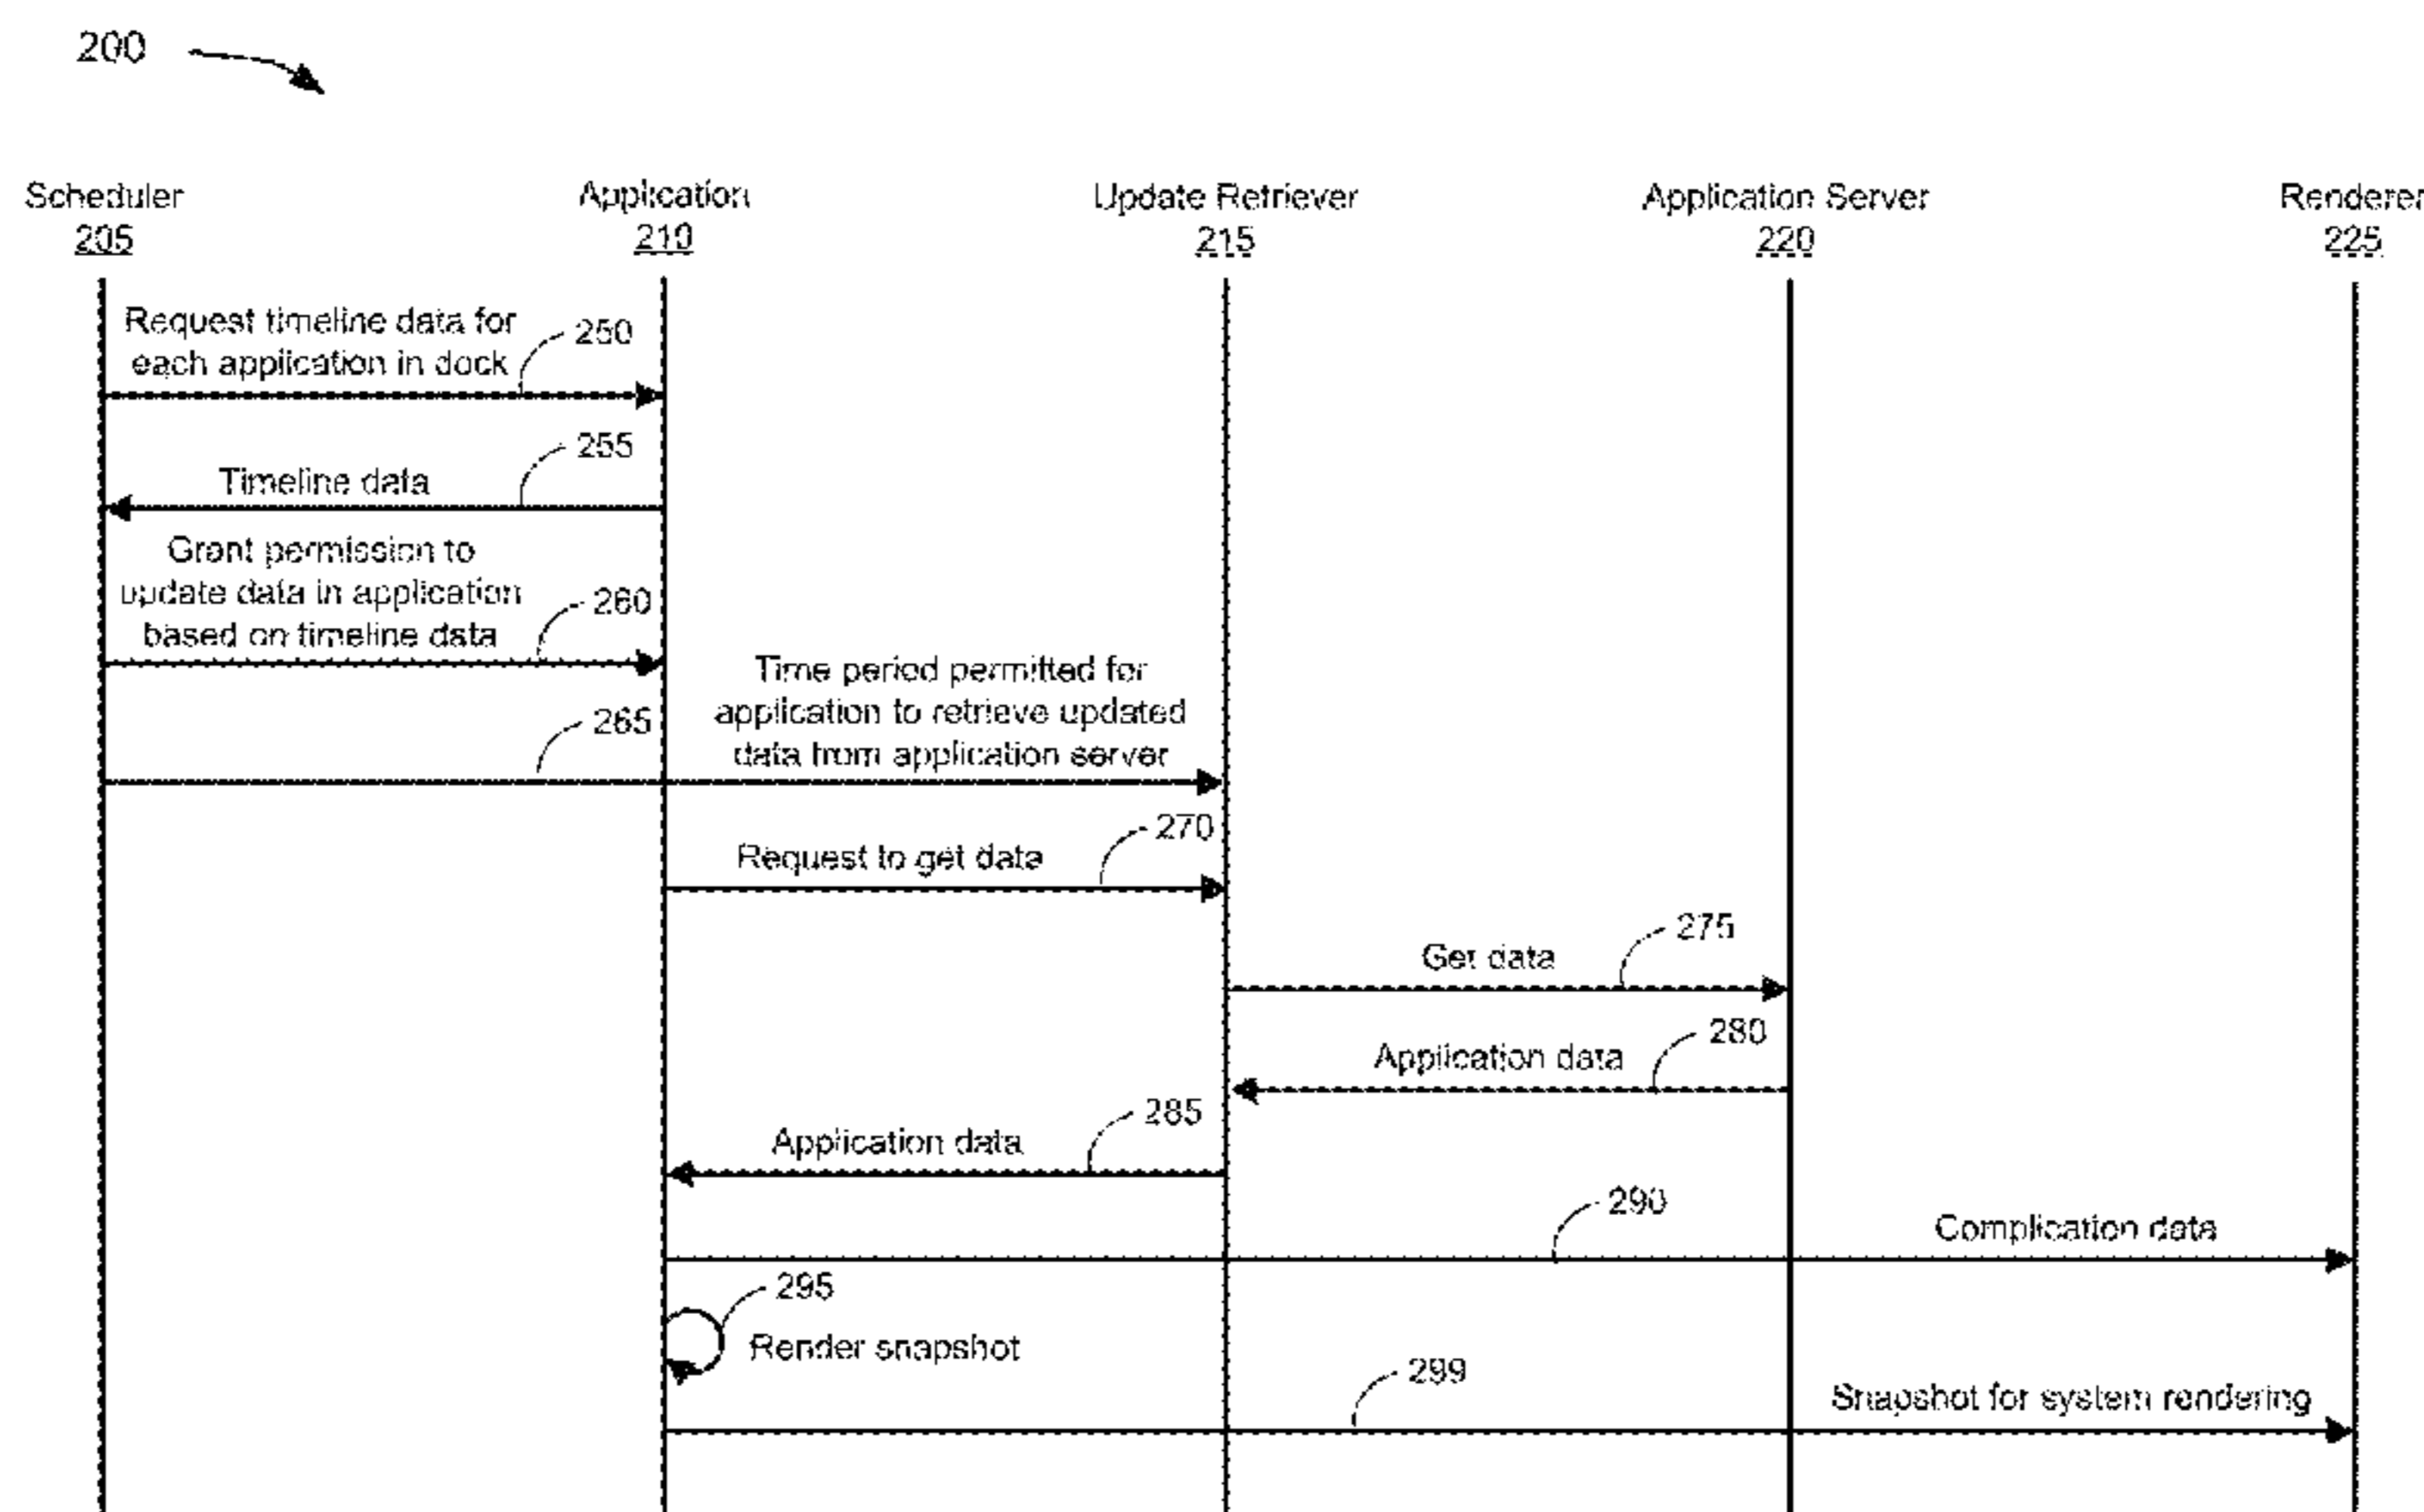 200
Scheduler
205
Application
210
Update Retriever
215
Application Server
220
Renderer
225
Request timeline data for
each application in dock
250
255
Timeline data
Grant permission to
update data in application
based on timeline data
260
Time period permitted for
application to retrieve updated
data from application server
265
270
Request to get data
275
Get data
280
Application data
285
Application data
290
Complication data
295
Render snapshot
299
Snapshot for system rendering